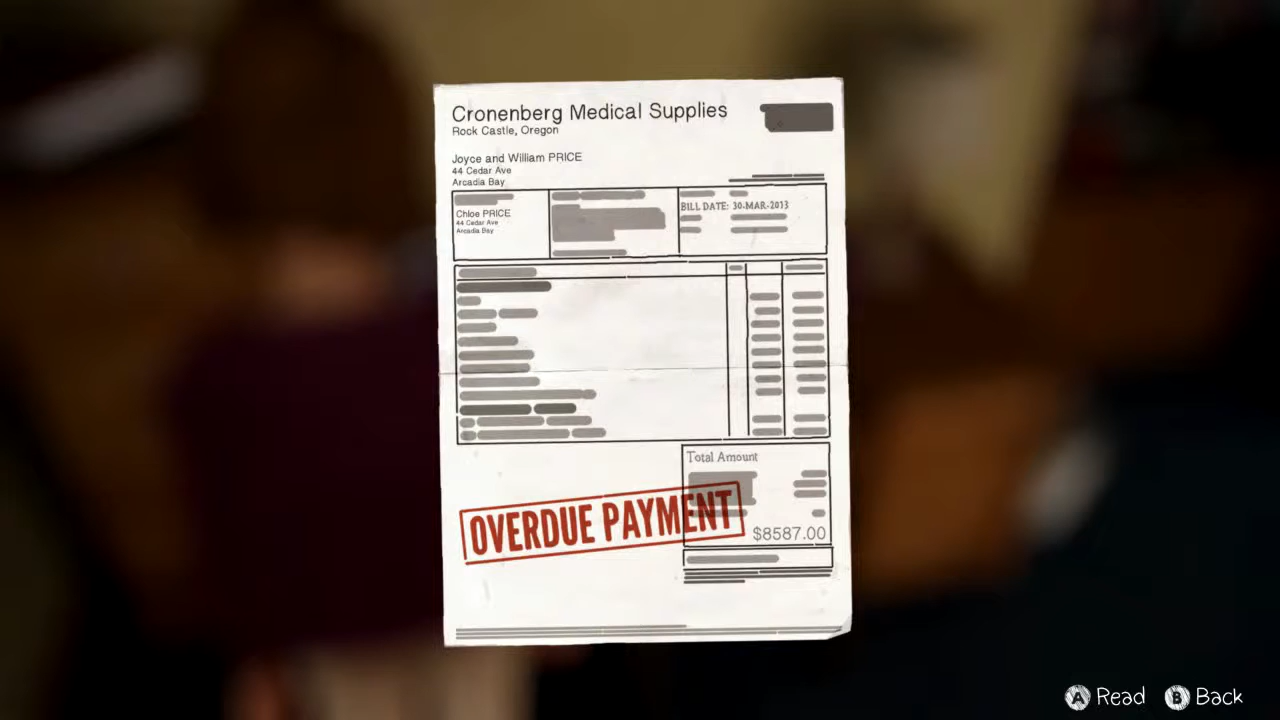 Cronenberg Medical Supplies
Rock Castle, Oregon
Joyce and William PRICE
44 Cedar Ave
Arcadia Bay
Chloe PRICE
44 Cedar Ave
Arcadia Bay
BILL DATE: 30-MAR-2013
Total Amount
OVERDUE PAYMENT
$8587.00
A Read B Back